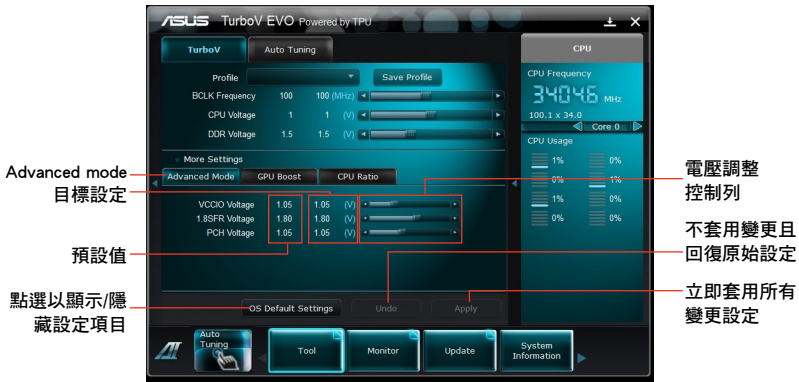 ASUS TurboV EVO Powered by TPU
TurboV
Auto Tuning
Profile
Save Profile
BCLK Frequency 100 100 (MHz)
CPU Voltage 1 1 (V)
DDR Voltage 1.5 1.5 (V)
More Settings
Advanced Mode
GPU Boost
CPU Ratio
VCCIO Voltage 1.05 1.05 (V)
1.8SFR Voltage 1.80 1.80 (V)
PCH Voltage 1.05 1.05 (V)
OS Default Settings
Undo
Apply
CPU
CPU Frequency
3404.6 MHz
100.1 x 34.0
Core 0
CPU Usage
1% 0%
0% 1%
1% 0%
0% 0%
Auto
Tuning
Tool
Monitor
Update
System
Information
Advanced mode
目標設定
預設值
點選以顯示/隱
藏設定項目
電壓調整
控制列
不套用變更且
回復原始設定
立即套用所有
變更設定